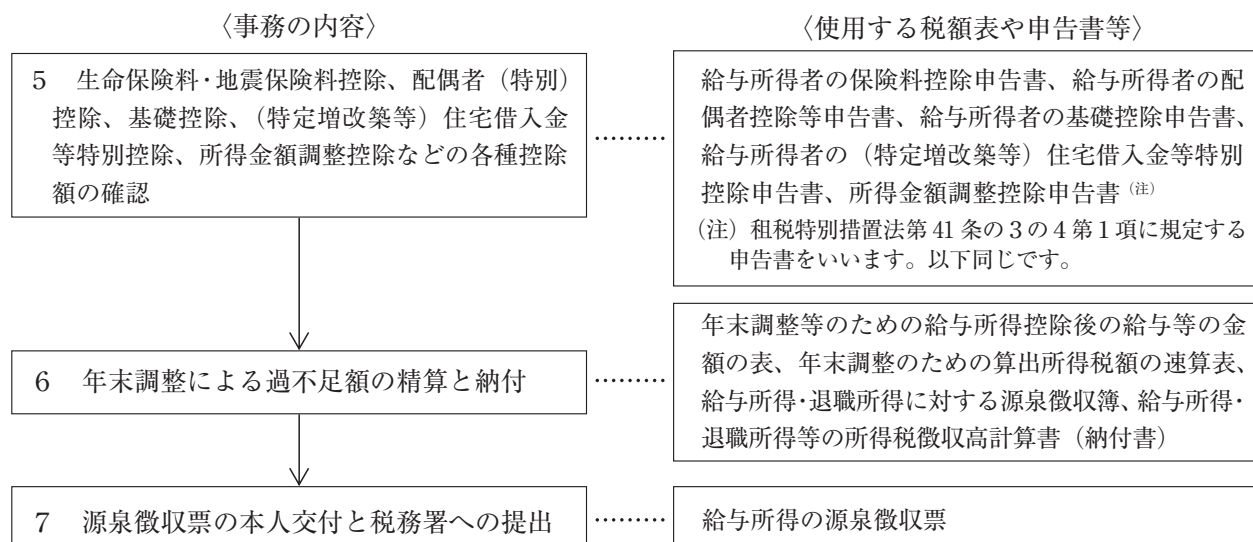 〈事務の内容〉
〈使用する税額表や申告書等〉
5 生命保険料・地震保険料控除、配偶者（特別）
控除、基礎控除、（特定増改築等）住宅借入金
等特別控除、所得金額調整控除などの各種控除
額の確認
………
給与所得者の保険料控除申告書、給与所得者の配
偶者控除等申告書、給与所得者の基礎控除申告書、
給与所得者の（特定増改築等）住宅借入金等特別
控除申告書、所得金額調整控除申告書（注）
（注）租税特別措置法第41条の3の4第1項に規定する
申告書をいいます。以下同じです。
6 年末調整による過不足額の精算と納付
………
年末調整等のための給与所得控除後の給与等の金
額の表、年末調整のための算出所得税額の速算表、
給与所得・退職所得に対する源泉徴収簿、給与所得・
退職所得等の所得税徴収高計算書（納付書）
7 源泉徴収票の本人交付と税務署への提出
………
給与所得の源泉徴収票